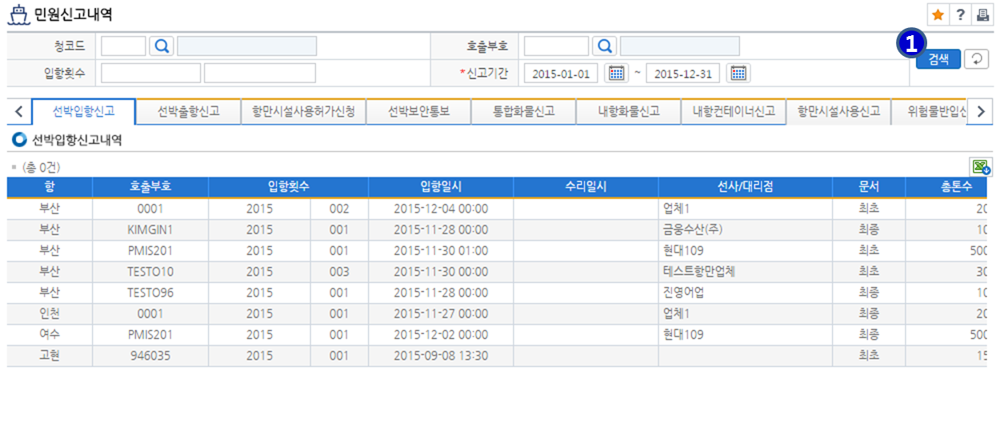 민원신고내역
?
청코드 호출부호
1
검색
입항횟수 *신고기간 2015-01-01 ~ 2015-12-31
선박입항신고 선박출항신고 항만시설사용허가신청 선박보안통보 통합화물신고 내항화물신고 내항컨테이너신고 항만시설사용신고 위험물반입신
선박입항신고내역
(총 0건)
항 호출부호 입항횟수 입항일시 수리일시 선사/대리점 문서 총톤수
부산 0001 2015 002 2015-12-04 00:00 업체1 최초 20
부산 KIMGIN1 2015 001 2015-11-28 00:00 금웅수산(주) 최종 10
부산 PMIS201 2015 001 2015-11-30 01:00 현대109 최초 500
부산 TESTO10 2015 003 2015-11-30 00:00 테스트항만업체 최초 30
부산 TESTO96 2015 001 2015-11-28 00:00 진영어업 최초 10
인천 0001 2015 001 2015-11-27 00:00 업체1 최종 20
여수 PMIS201 2015 001 2015-12-02 00:00 현대109 최종 500
고현 946035 2015 001 2015-09-08 13:30 최초 15